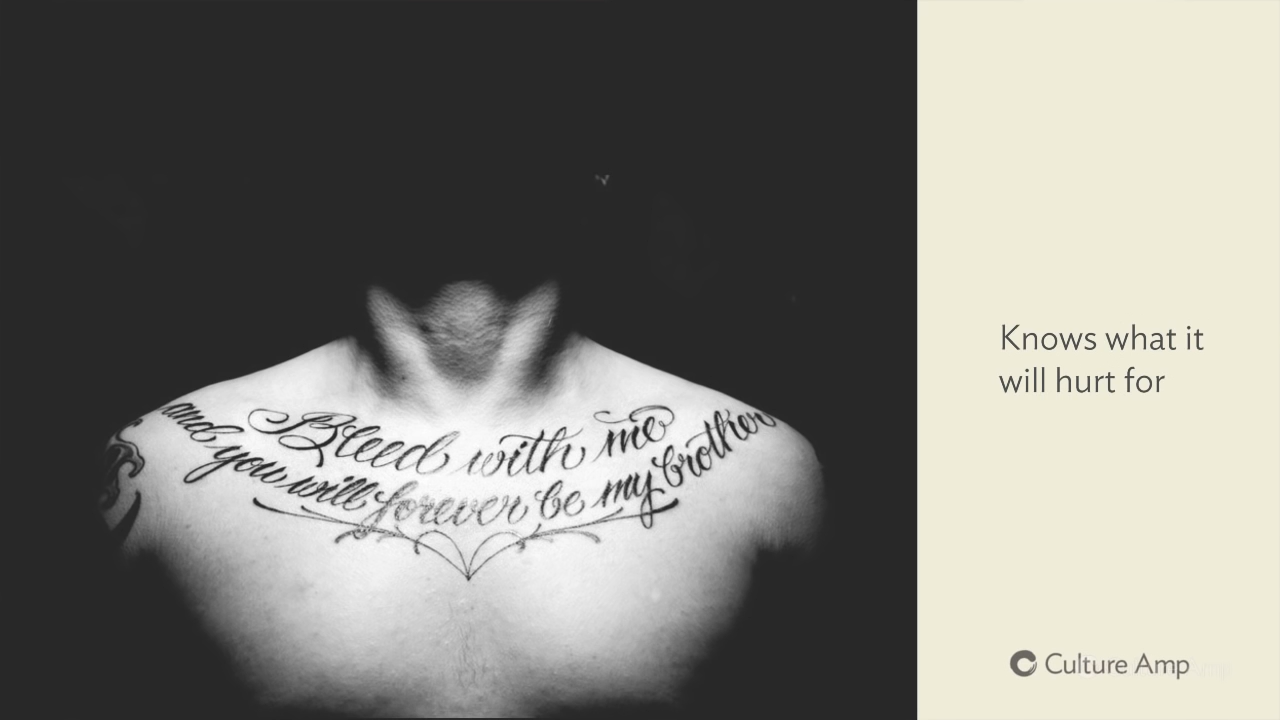 Bleed with me
and you will forever be my brother
Knows what it
will hurt for
Culture Amp